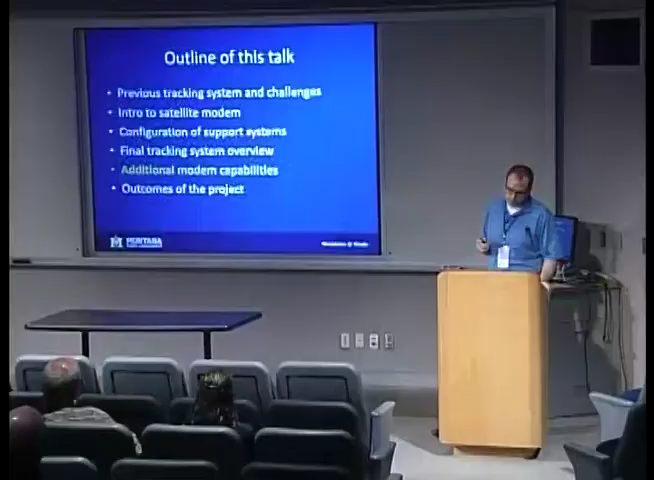 Outline of this talk
• Previous tracking system and challenges
• Intro to satellite modem
• Configuration of support systems
• Final tracking system overview
• Additional modem capabilities
• Outcomes of the project
MONTANA